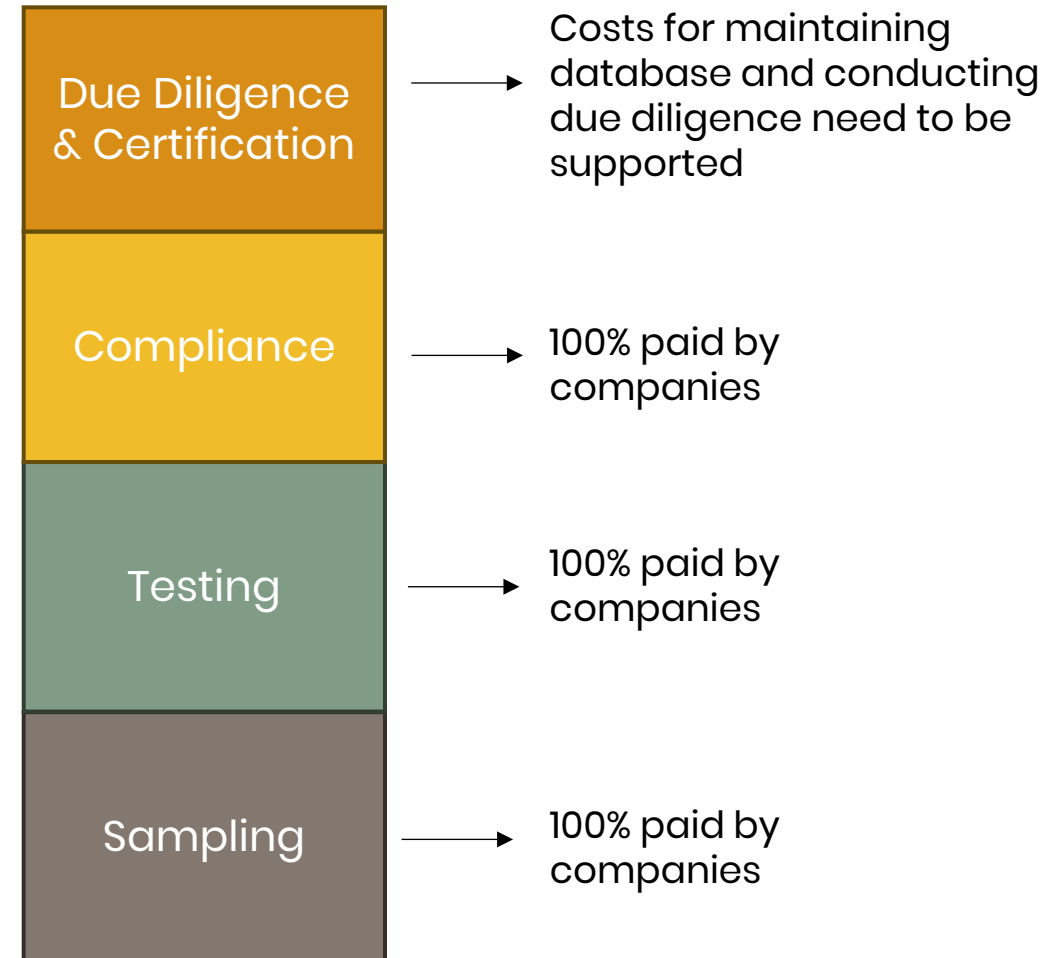 Due Diligence
& Certification
Costs for maintaining
database and conducting
due diligence need to be
supported
Compliance
100% paid by
companies
Testing
100% paid by
companies
Sampling
100% paid by
companies